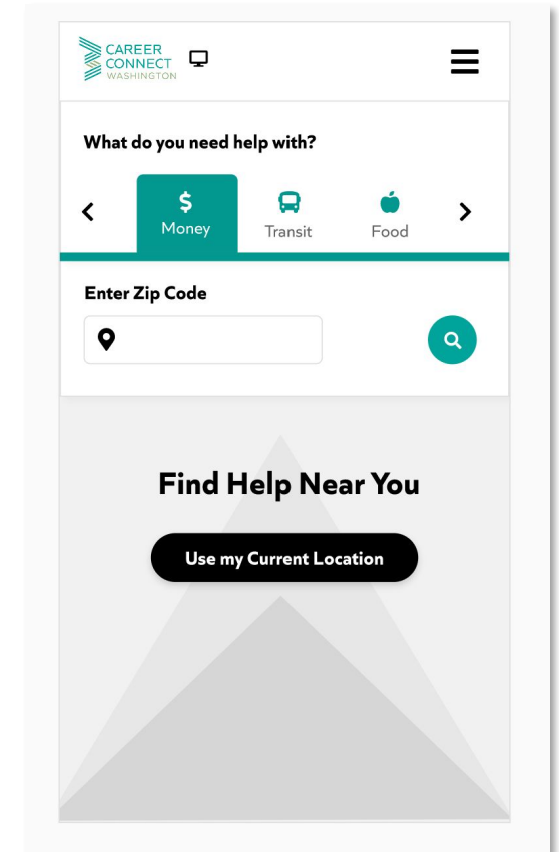 CAREER
CONNECT
WASHINGTON
What do you need help with?
$
Money
Transit
Food
Enter Zip Code
Find Help Near You
Use my Current Location